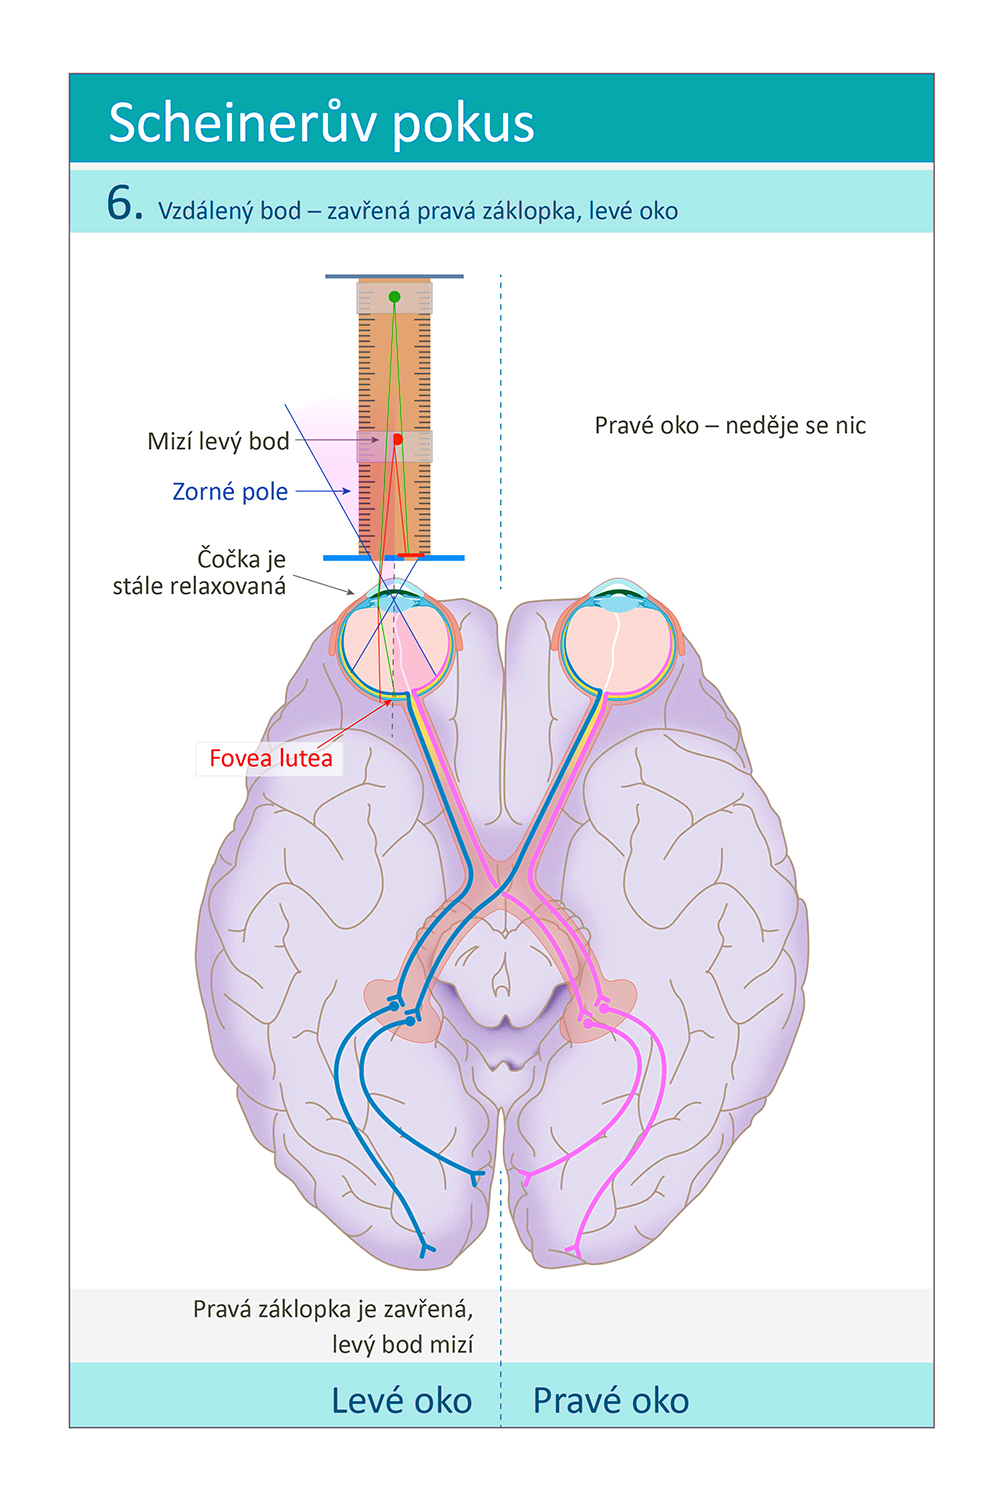 Scheinerův pokus
6. Vzdálený bod – zavřená pravá záklopka, levé oko
Pravé oko – neděje se nic
Mizí levý bod
Zorné pole
Čočka je
stále relaxovaná
Fovea lutea
Pravá záklopka je zavřená,
levý bod mizí
Levé oko
Pravé oko